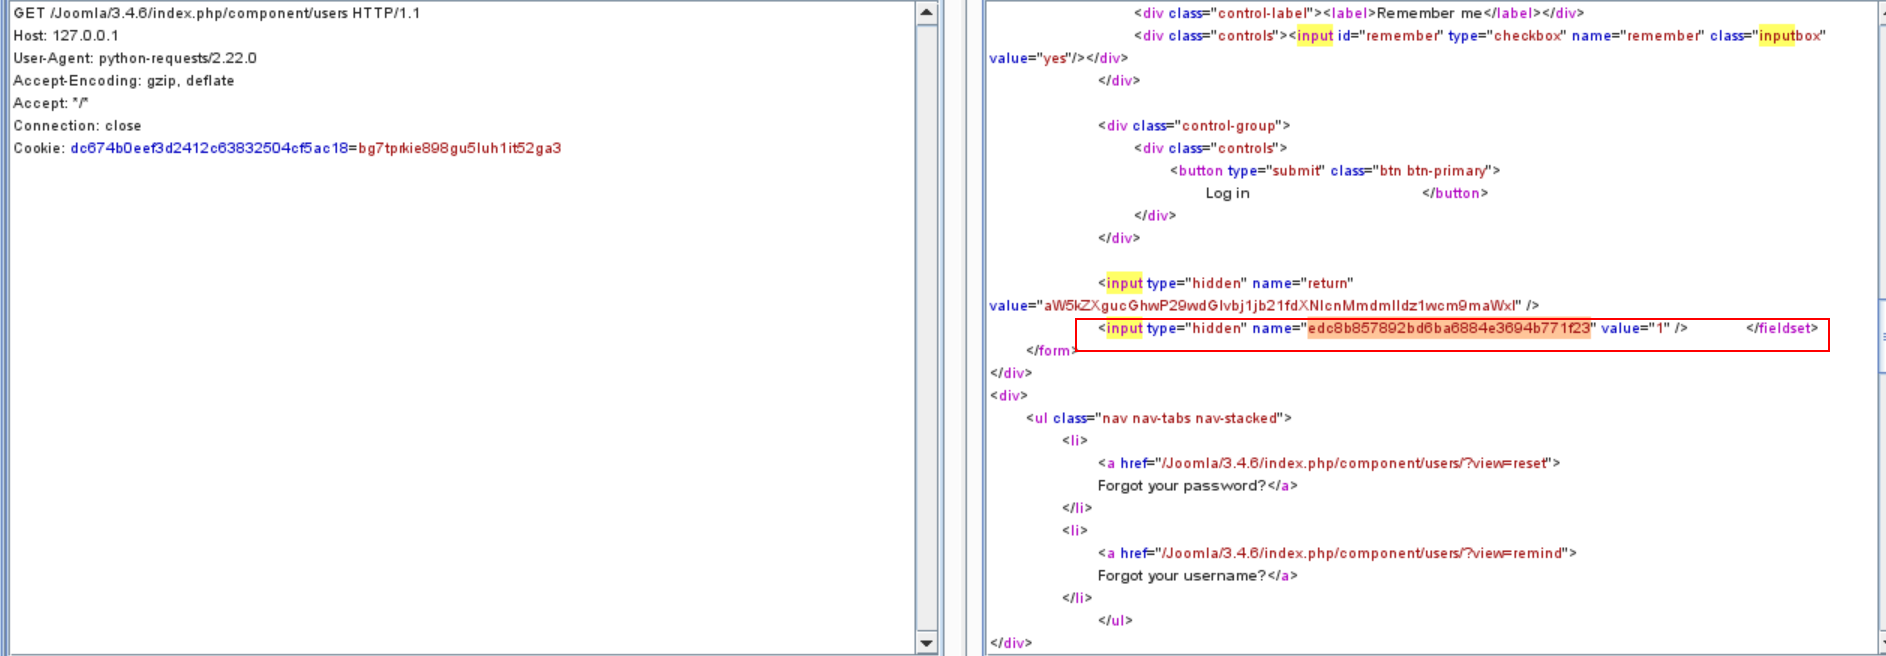 GET /Joomla/3.4.6/index.php/component/users HTTP/1.1
Host: 127.0.0.1
User-Agent: python-requests/2.22.0
Accept-Encoding: gzip, deflate
Accept: */*
Connection: close
Cookie: dc674b0eef3d2412c63832504cf5ac18=bg7tprkie898gu5luh1it52ga3
<div class="control-label"><label>Remember me</label></div>
<div class="controls"><input id="remember" type="checkbox" name="remember" class="inputbox"
value="yes"/></div>
</div>
<div class="control-group">
<div class="controls">
<button type="submit" class="btn btn-primary">
Log in </button>
</div>
</div>
<input type="hidden" name="return"
value="aW5kZXgucGhwP29wdGlvbj1jb21fdXNlcnMmdmlldz1wcm9maWxl" />
<input type="hidden" name="edc8b857892bd6ba6884e3694b771f23" value="1" /> </fieldset>
</form>
</div>
<div>
<ul class="nav nav-tabs nav-stacked">
<li>
<a href="/Joomla/3.4.6/index.php/component/users/?view=reset">
Forgot your password?</a>
</li>
<li>
<a href="/Joomla/3.4.6/index.php/component/users/?view=remind">
Forgot your username?</a>
</li>
</ul>
</div>